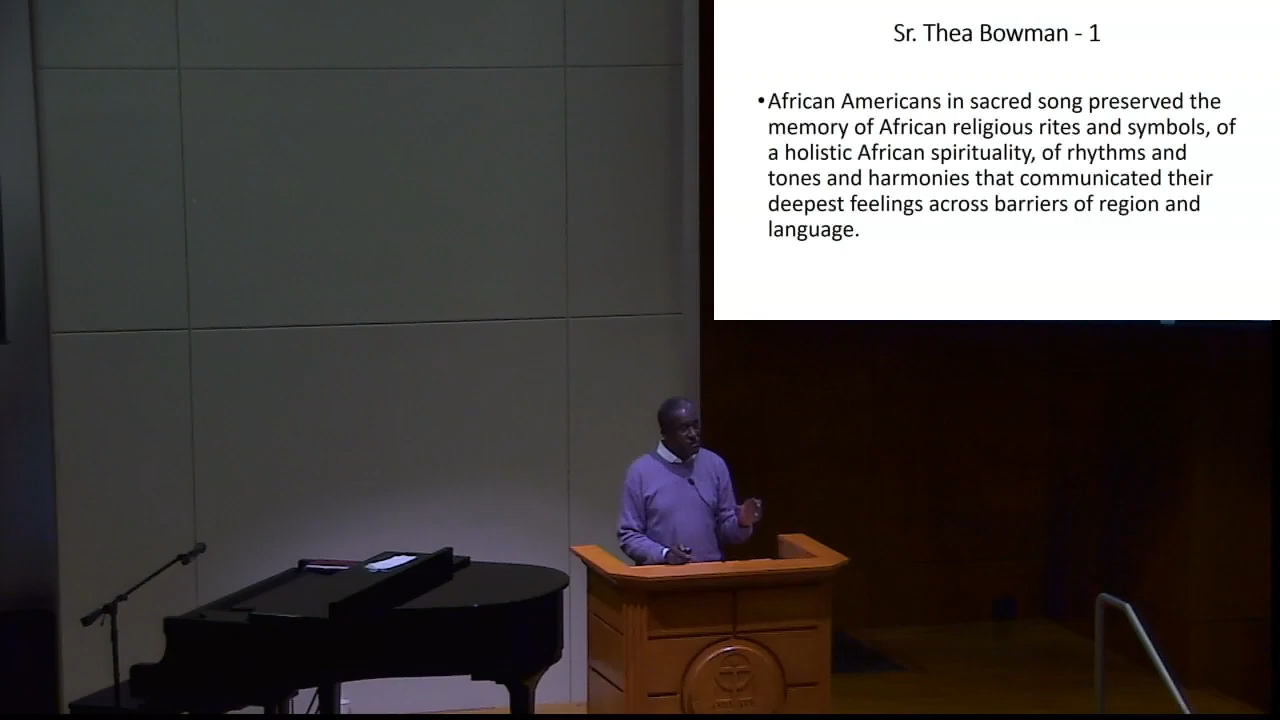 Sr. Thea Bowman - 1
•African Americans in sacred song preserved the
memory of African religious rites and symbols, of
a holistic African spirituality, of rhythms and
tones and harmonies that communicated their
deepest feelings across barriers of region and
language.